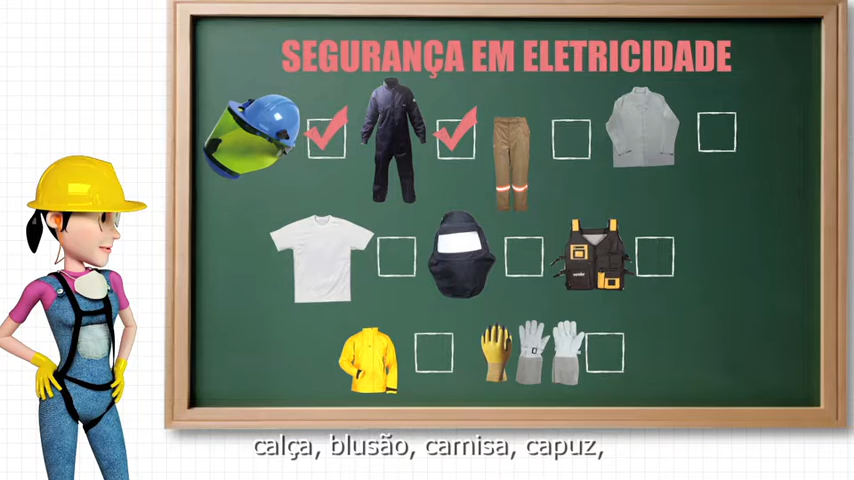 SEGURANÇA EM ELETRICIDADE
calça, blusão, camisa, capuz,